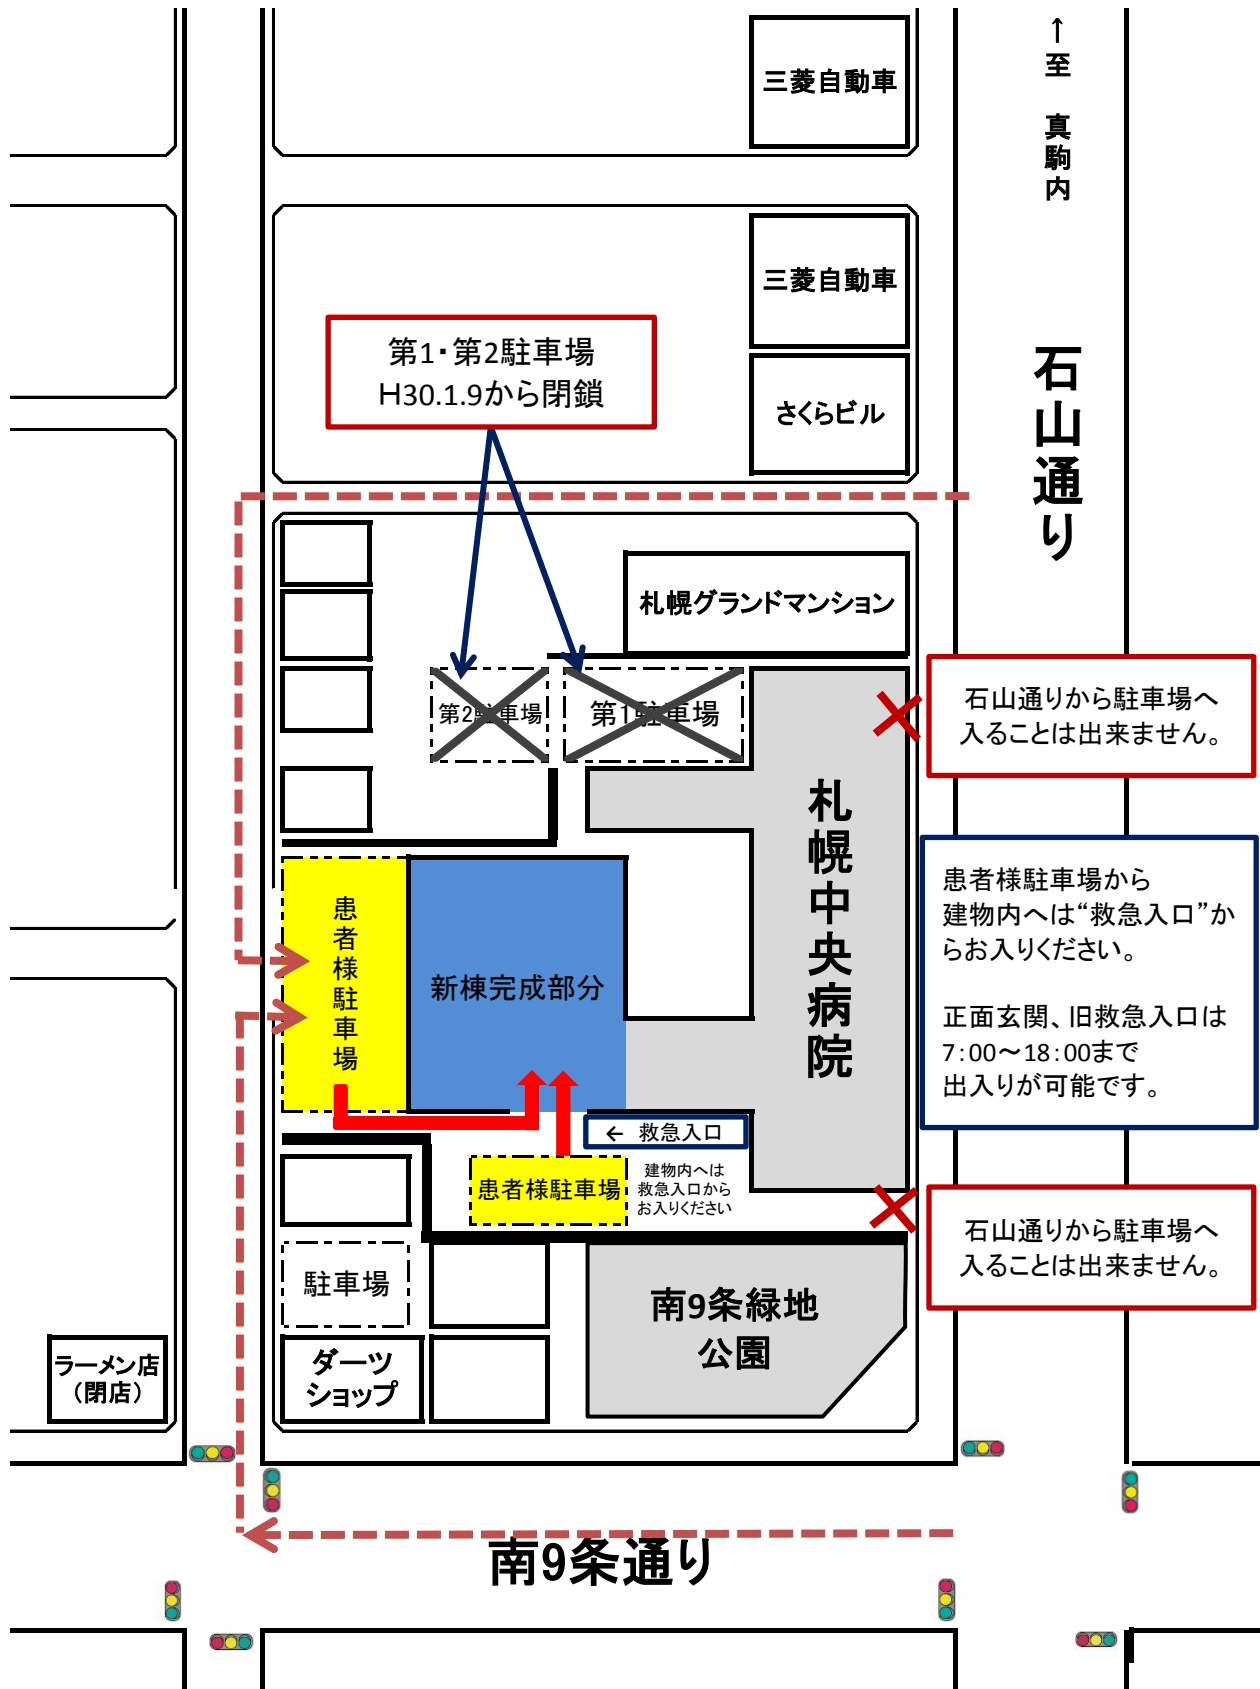 三菱自動車
↑至 真駒内
三菱自動車
第1・第2駐車場
H30.1.9から閉鎖
さくらビル
石山通り
札幌グランドマンション
第2駐車場
第1駐車場
石山通りから駐車場へ
入ることは出来ません。
札幌中央病院
患者様駐車場から
建物内へは“救急入口”か
らお入りください。
正面玄関、旧救急入口は
7:00～18:00まで
出入りが可能です。
患者様駐車場
新棟完成部分
← 救急入口
患者様駐車場
建物内へは
救急入口から
お入りください
石山通りから駐車場へ
入ることは出来ません。
駐車場
南9条緑地
公園
ラーメン店
（閉店）
ダーツ
ショップ
南9条通り